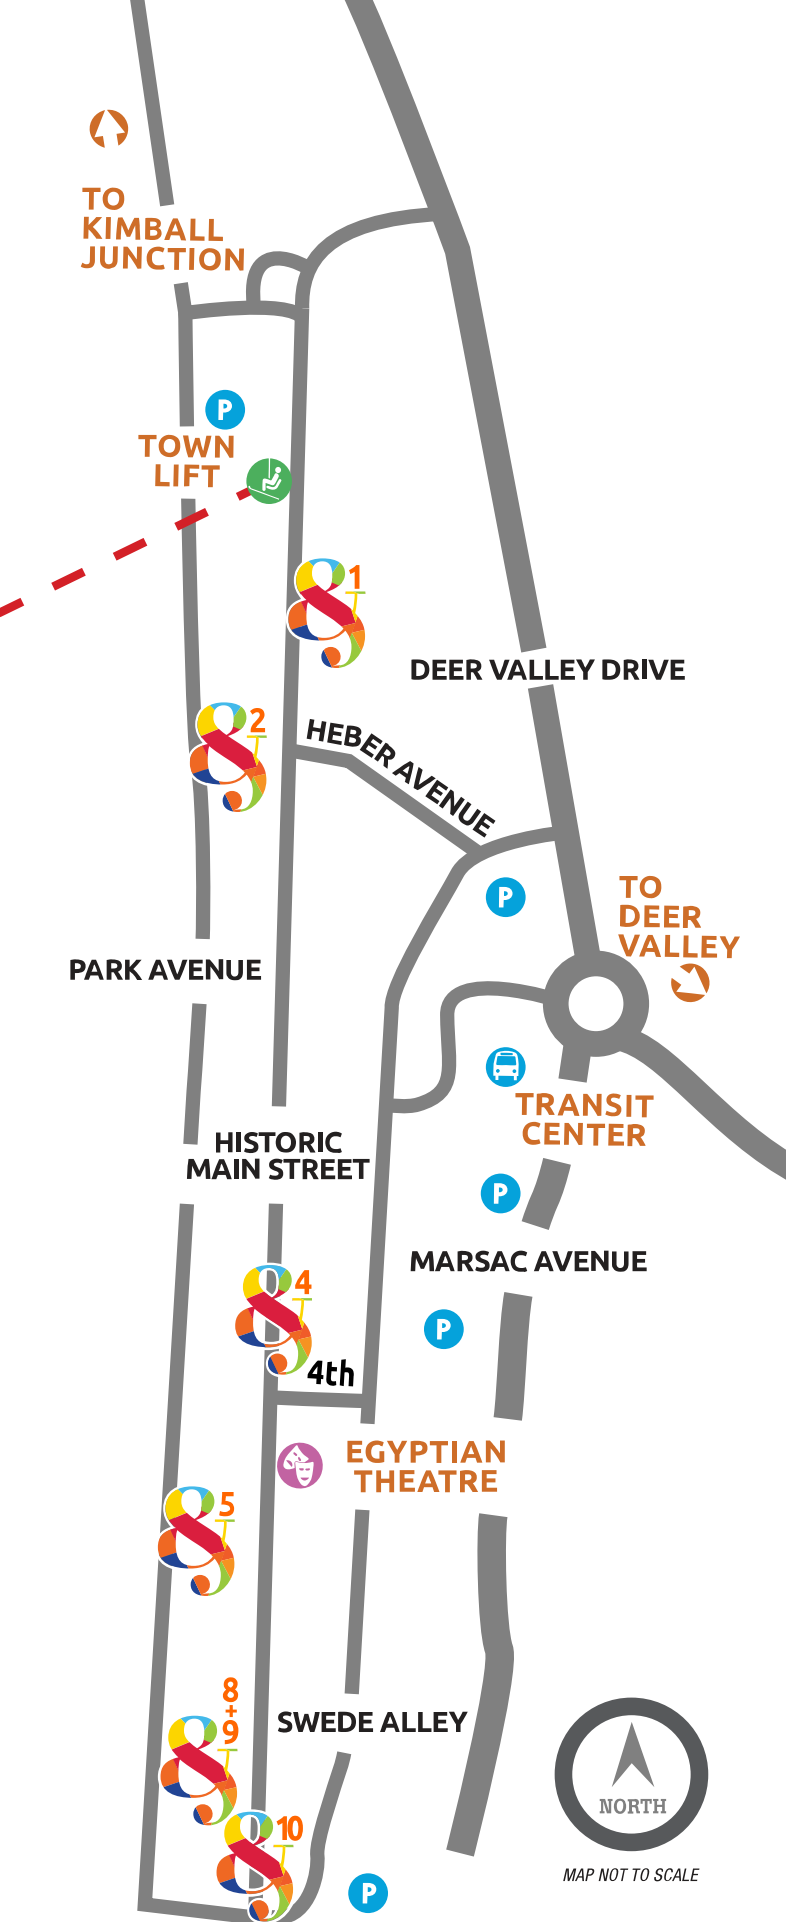 TO
KIMBALL
JUNCTION
P
TOWN
LIFT
1
DEER VALLEY DRIVE
2
HEBER AVENUE
TO
DEER
VALLEY
P
PARK AVENUE
TRANSIT
CENTER
HISTORIC
MAIN STREET
P
MARSAC AVENUE
4
P
4th
EGYPTIAN
THEATRE
5
8
+
9
SWEDE ALLEY
NORTH
10
MAP NOT TO SCALE
P